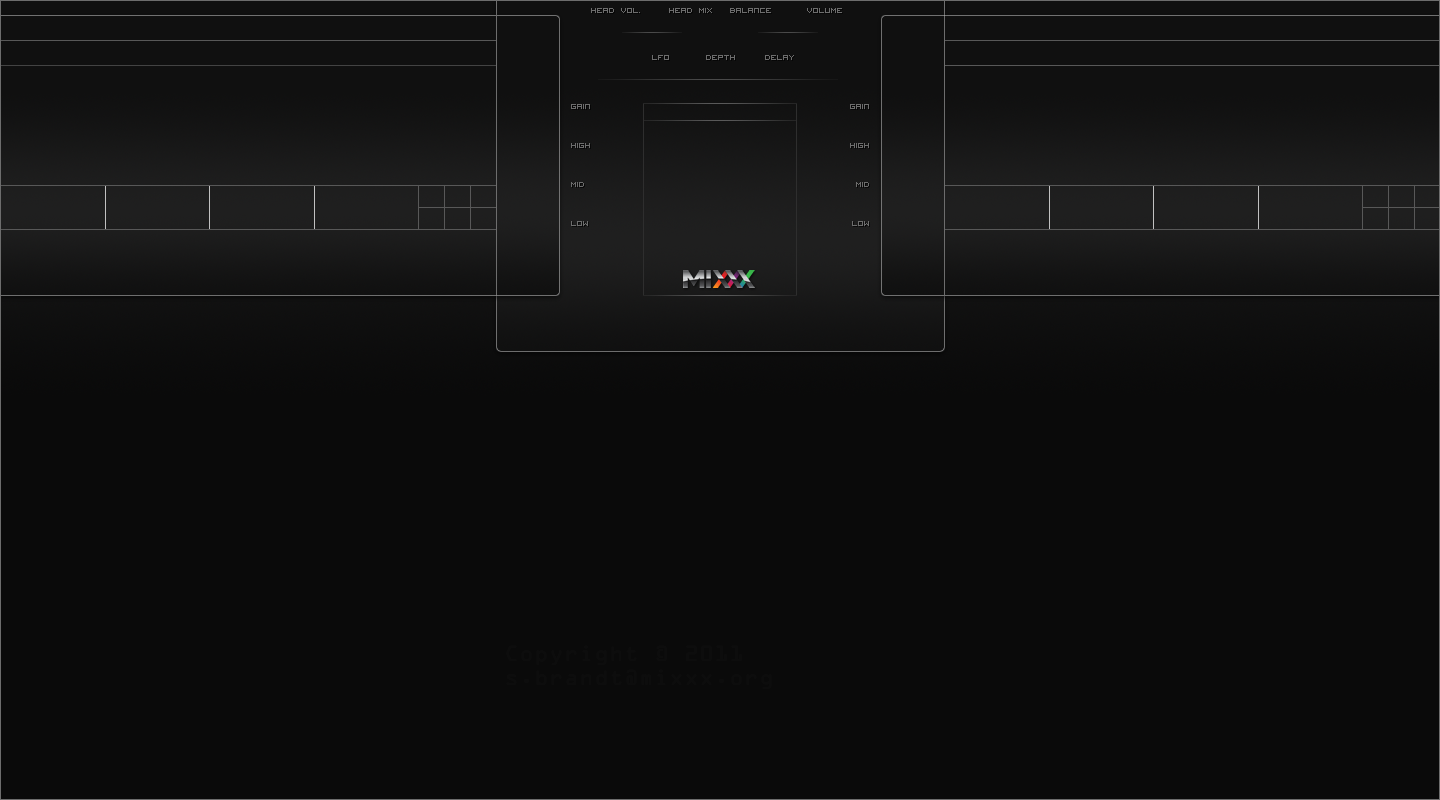 HEAD VOL. HEAD MIX BALANCE VOLUME
LFO DEPTH DELAY
GAIN GAIN
HIGH HIGH
MID MID
LOW LOW
MIXXX
Copyright © 2011
s.brandt@mixxx.org